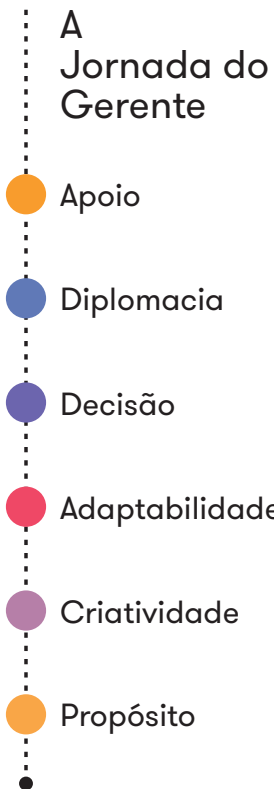 A
Jornada do
Gerente
Apoio
Diplomacia
Decisão
Adaptabilidade
Criatividade
Propósito